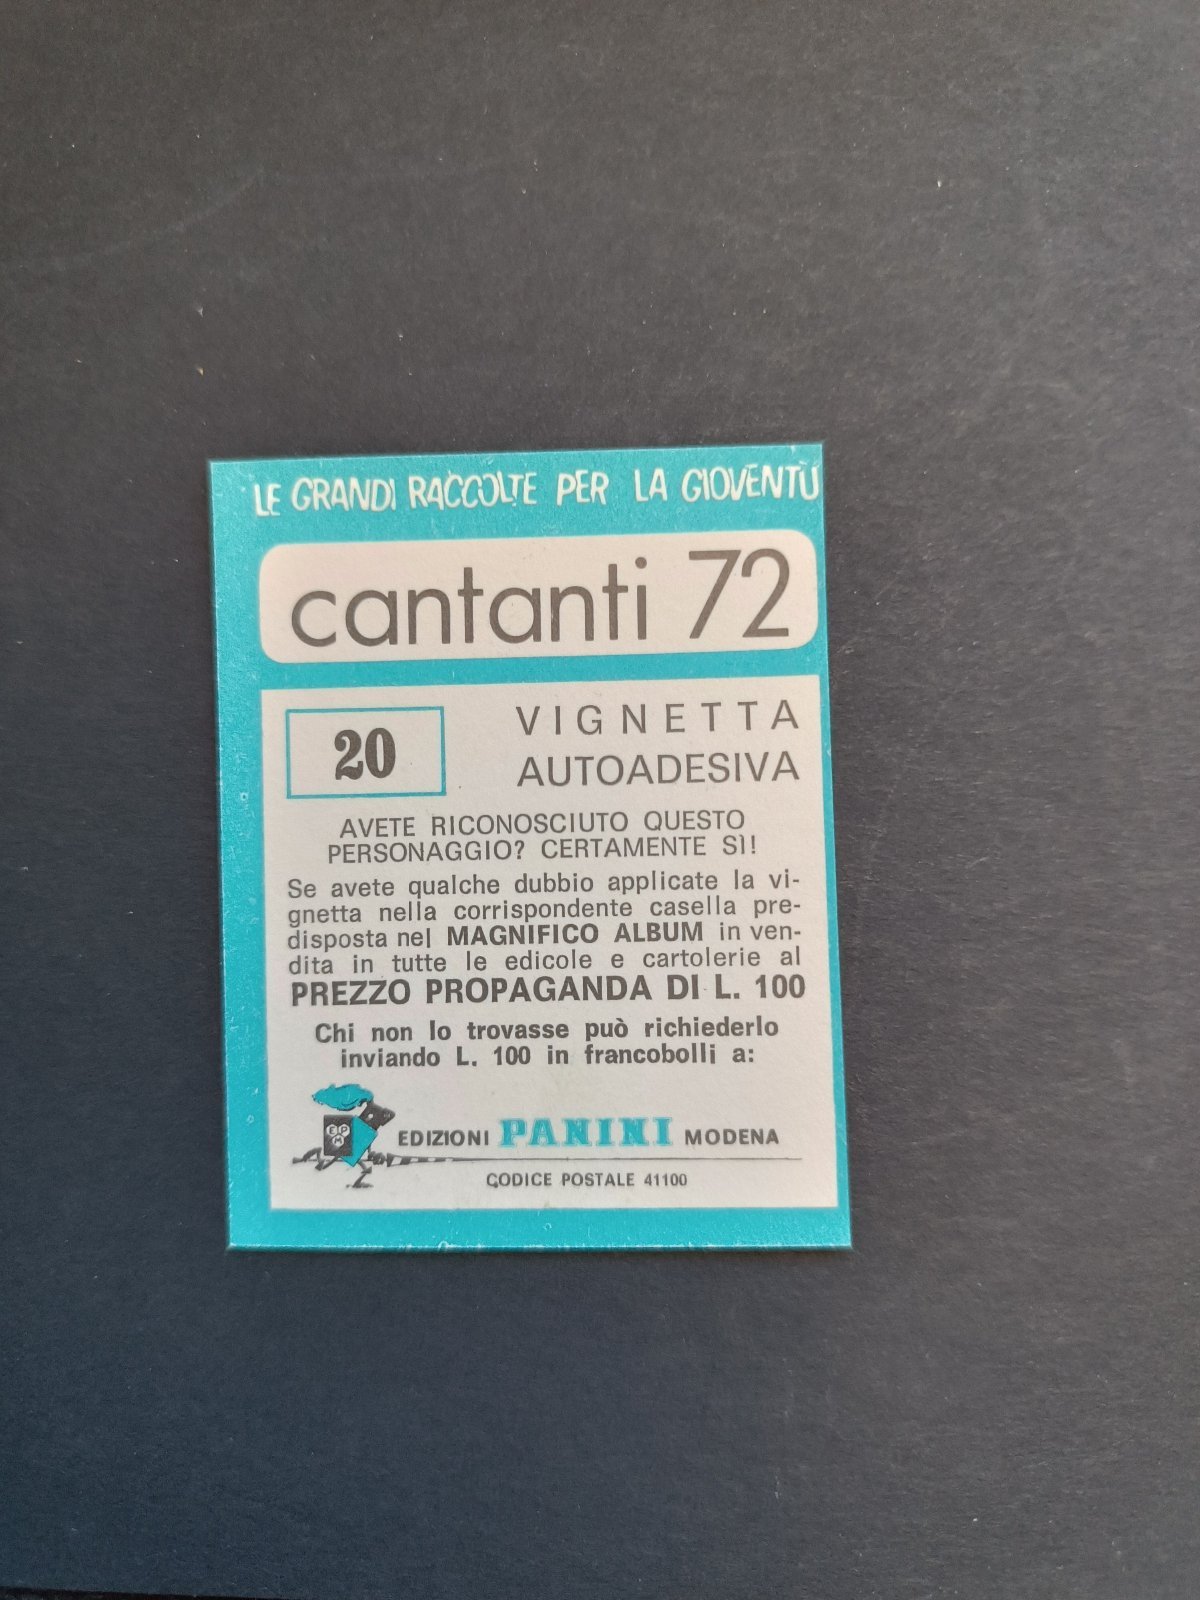 LE GRANDI RACCOLTE PER LA GIOVENTÙ
cantanti 72
20
VIGNETTA
AUTOADESIVA
AVETE RICONOSCIUTO QUESTO
PERSONAGGIO? CERTAMENTE SÌ!
Se avete qualche dubbio applicate la vi-
gnetta nella corrispondente casella pre-
disposta nel MAGNIFICO ALBUM in ven-
dita in tutte le edicole e cartolerie al
PREZZO PROPAGANDA DI L. 100
Chi non lo trovasse può richiederlo
inviando L. 100 in francobolli a:
EPM
EDIZIONI PANINI MODENA
CODICE POSTALE 41100